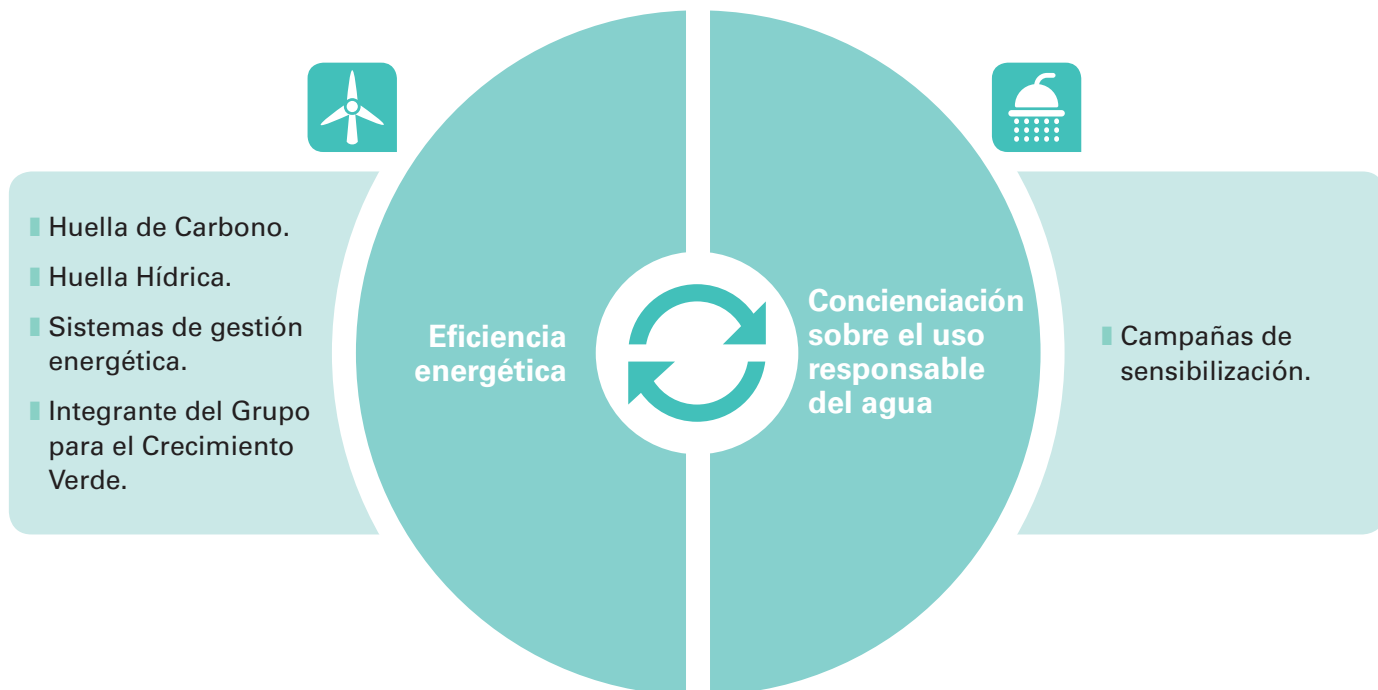 Huella de Carbono.
Huella Hídrica.
Sistemas de gestión
energética.
Integrante del Grupo
para el Crecimiento
Verde.
Eficiencia
energética
Concienciación
sobre el uso
responsable
del agua
Campañas de
sensibilización.